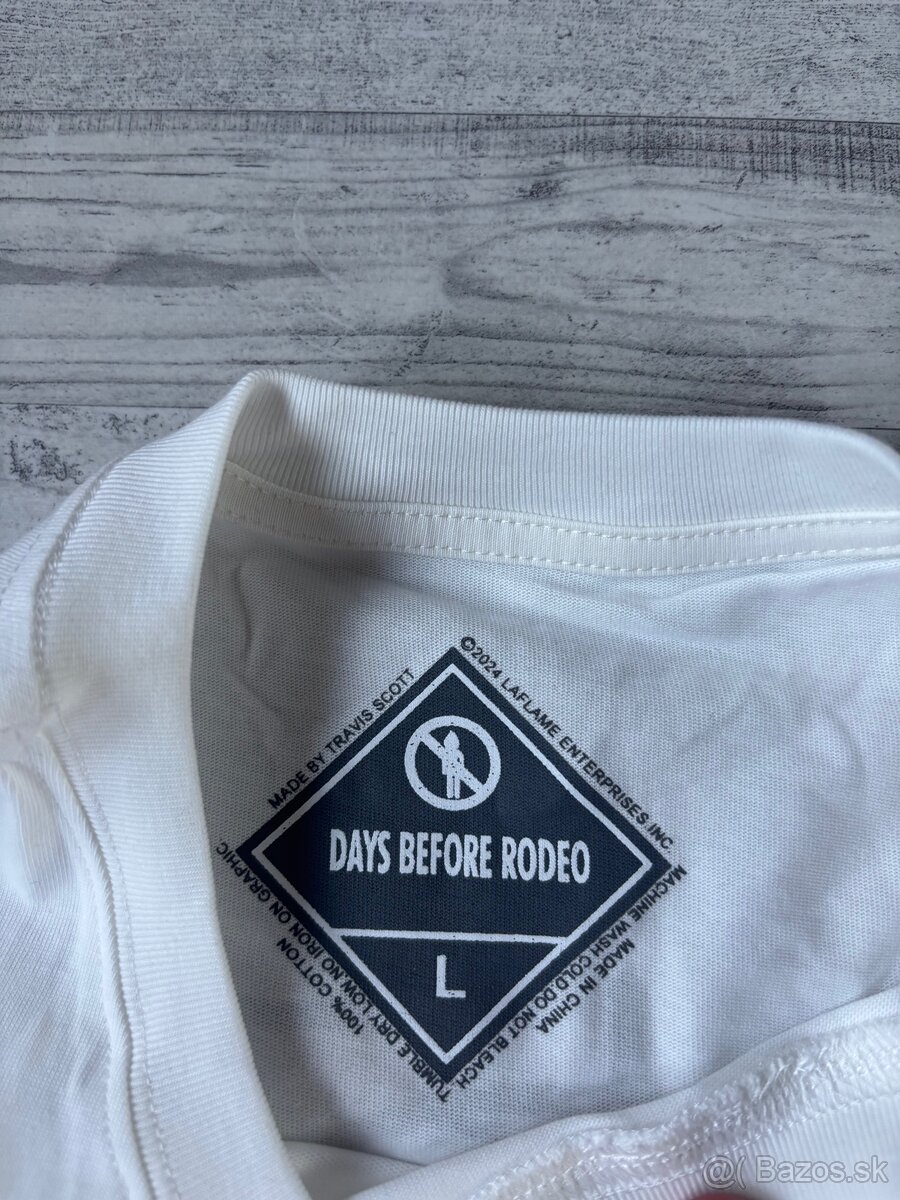 MADE BY TRAVIS SCOTT
©2024 LAFLAME ENTERPRISES INC
DAYS BEFORE RODEO
L
MACHINE WASH COLD.DO NOT BLEACH
MADE IN CHINA
TUMBLE DRY LOW.NO IRON ON GRAPHIC
100% COTTON
@( Bazos.sk